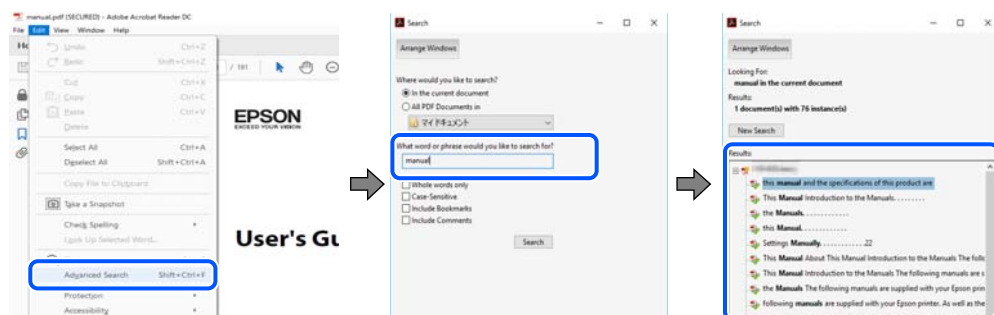 manual.pdf (SECURED) - Adobe Acrobat Reader DC
File Edit View Window Help
Undo Ctrl+Z
Redo Shift+Ctrl+Z
Cut Ctrl+X
Copy Ctrl+C
Paste Ctrl+V
Delete
Select All Ctrl+A
Deselect All Shift+Ctrl+A
Copy File to Clipboard
Take a Snapshot
Check Spelling
Look Up Selected Word...
Advanced Search Shift+Ctrl+F
Protection
Accessibility
/ 181
EPSON
EXCEED YOUR VISION
User's Gu
Search
Arrange Windows
Where would you like to search?
In the current document
All PDF Documents in
マイ ドキュメント
What word or phrase would you like to search for?
manual
Whole words only
Case-Sensitive
Include Bookmarks
Include Comments
Search
Search
Arrange Windows
Looking For:
manual in the current document
Results:
1 document(s) with 76 instance(s)
New Search
Results:
this manual and the specifications of this product are
This Manual Introduction to the Manuals. . . . . . . . .
the Manuals. . . . . . . . . . . .
this Manual. . . . . . . . . . . .
Settings Manually. . . . . . . . . . . .22
This Manual About This Manual Introduction to the Manuals The follo
This Manual Introduction to the Manuals The following manuals are s
the Manuals The following manuals are supplied with your Epson prin
following manuals are supplied with your Epson printer. As well as the